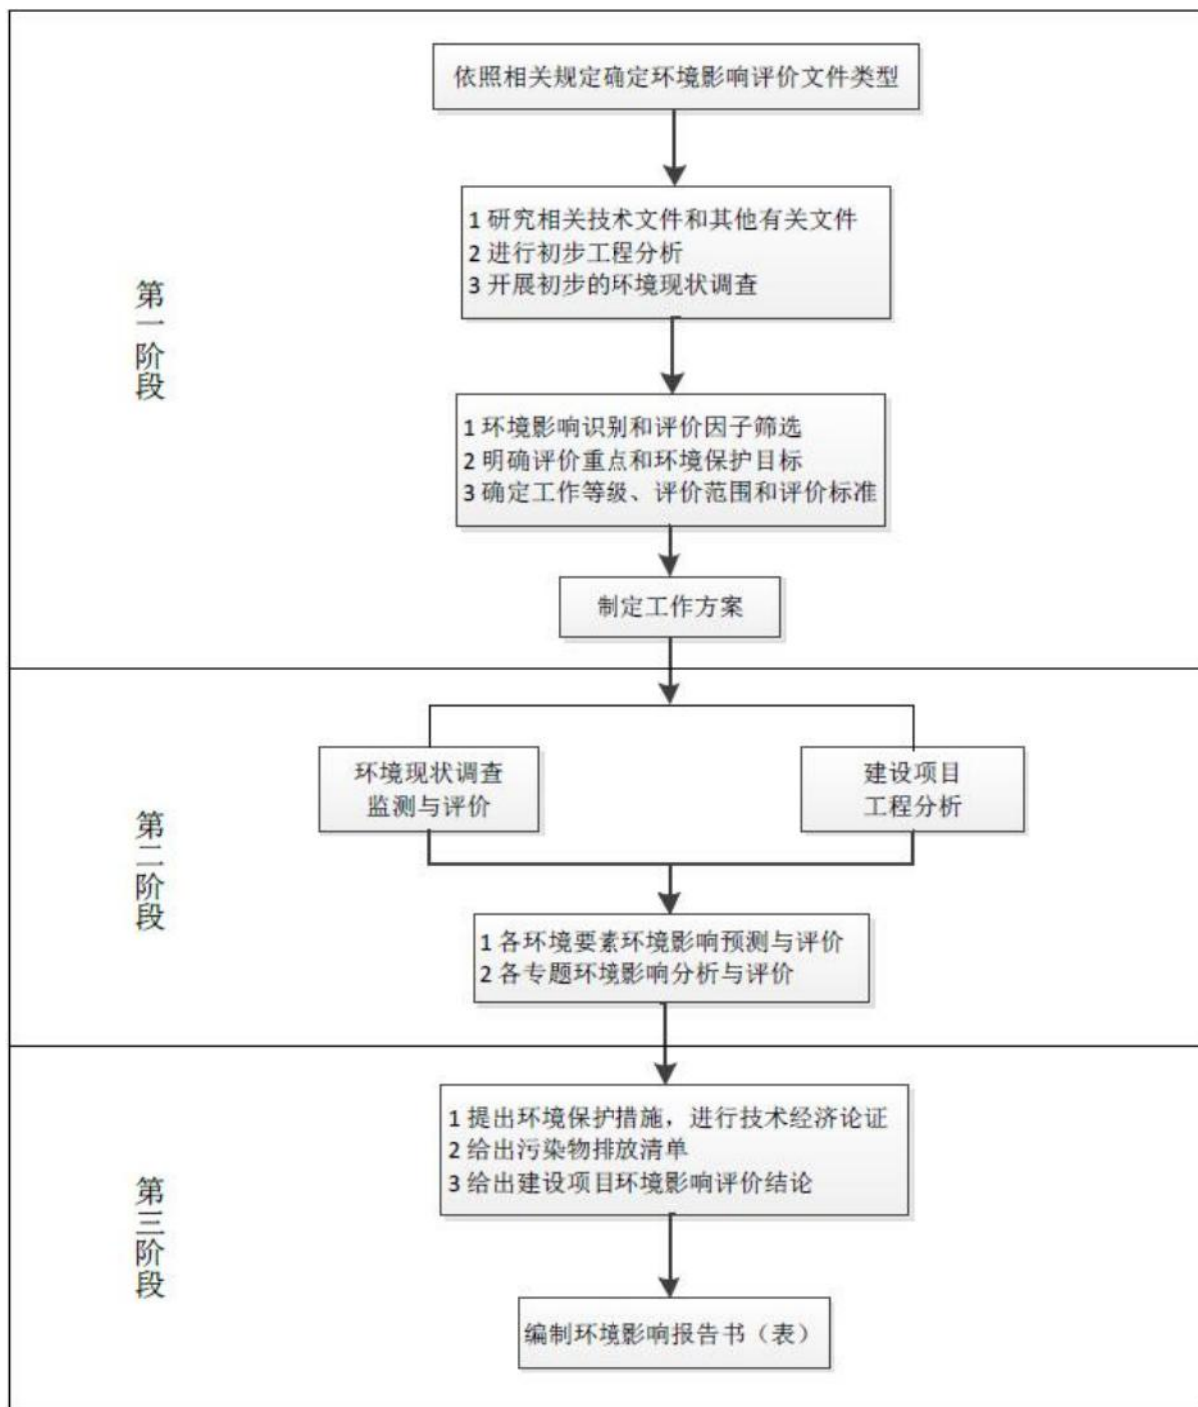 依照相关规定确定环境影响评价文件类型
1 研究相关技术文件和其他有关文件
2 进行初步工程分析
3 开展初步的环境现状调查
第一阶段
1 环境影响识别和评价因子筛选
2 明确评价重点和环境保护目标
3 确定工作等级、评价范围和评价标准
制定工作方案
环境现状调查
监测与评价
建设项目
工程分析
第二阶段
1 各环境要素环境影响预测与评价
2 各专题环境影响分析与评价
1 提出环境保护措施，进行技术经济论证
2 给出污染物排放清单
3 给出建设项目环境影响评价结论
第三阶段
编制环境影响报告书（表）